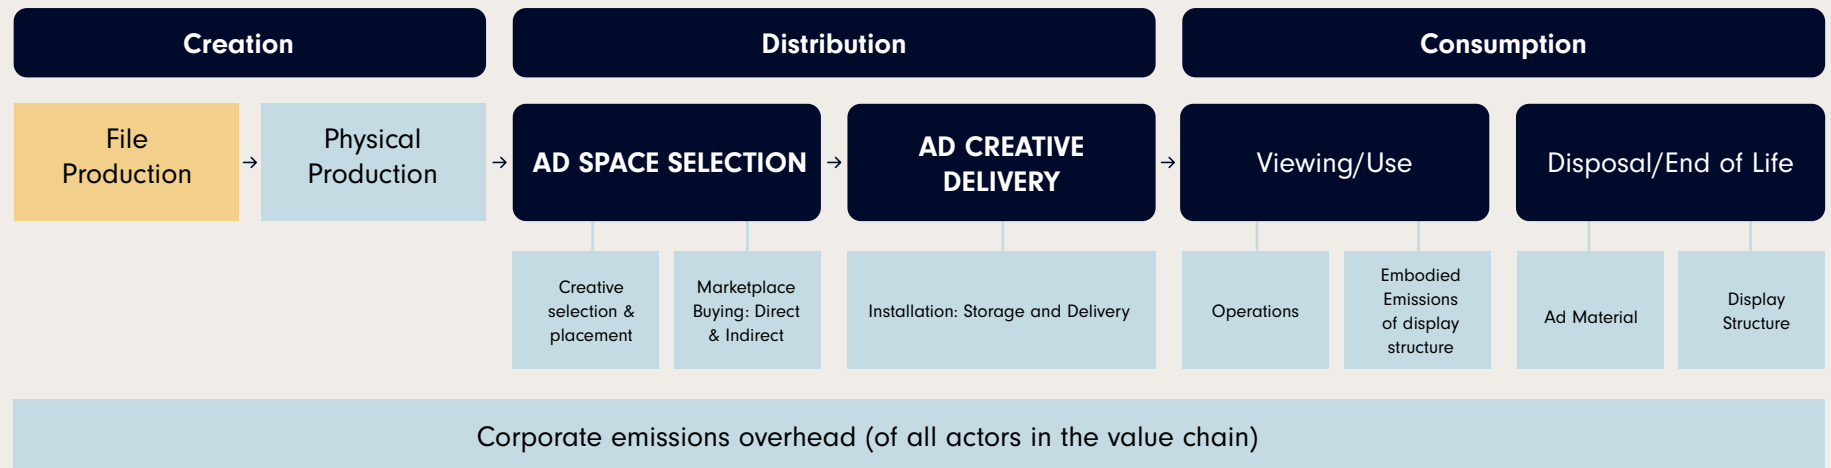 Creation
Distribution
Consumption
File
Production
Physical
Production
AD SPACE SELECTION
AD CREATIVE
DELIVERY
Viewing/Use
Disposal/End of Life
Creative
selection &
placement
Marketplace
Buying: Direct
& Indirect
Installation: Storage and Delivery
Operations
Embodied
Emissions
of display
structure
Ad Material
Display
Structure
Corporate emissions overhead (of all actors in the value chain)